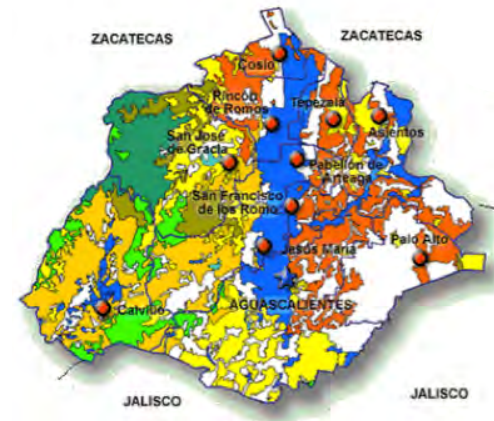 ZACATECAS
ZACATECAS
Cosío
Rincón
de Romos
Tepezalá
Asientos
San José
de Gracia
Pabellón de
Arteaga
San Francisco
de los Romo
Jesús María
Palo Alto
AGUASCALIENTES
Calvillo
JALISCO
JALISCO